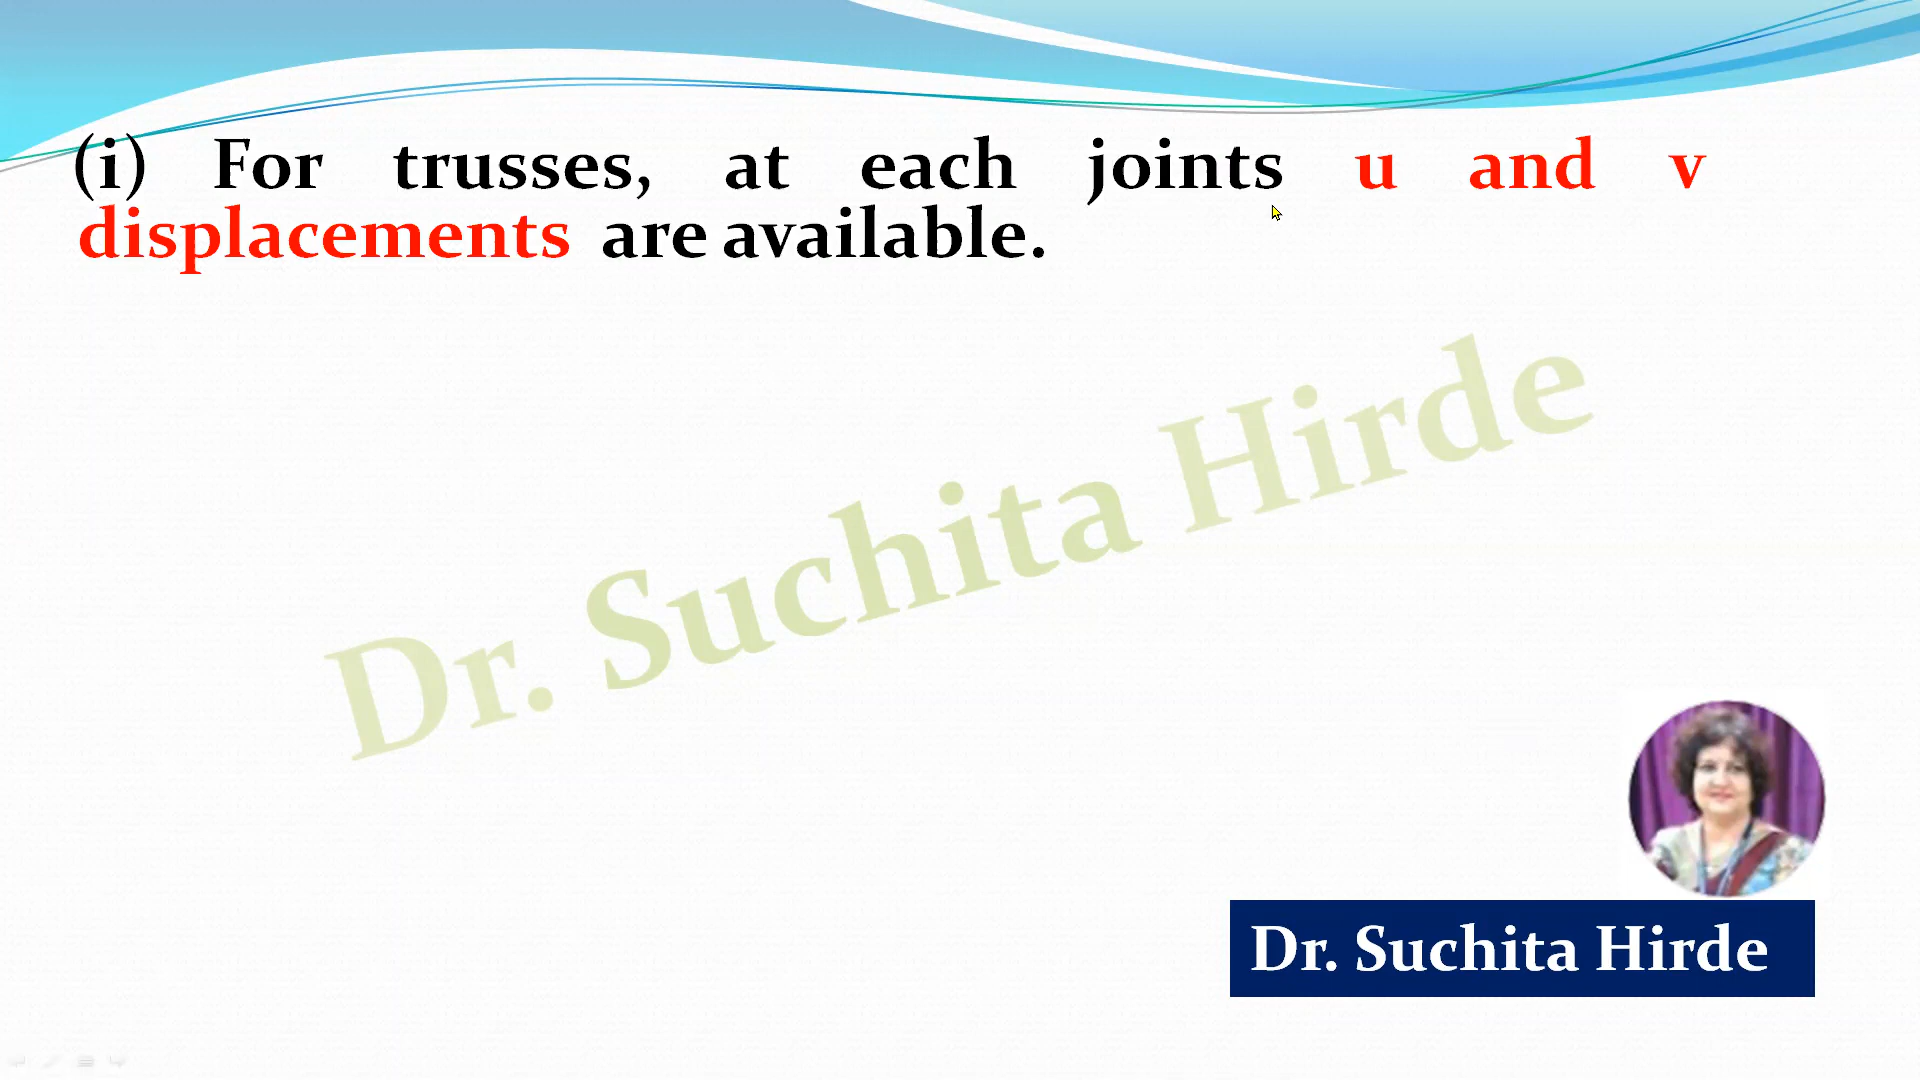 (i) For trusses, at each joints u and v
displacements are available.
Dr. Suchita Hirde
Dr. Suchita Hirde